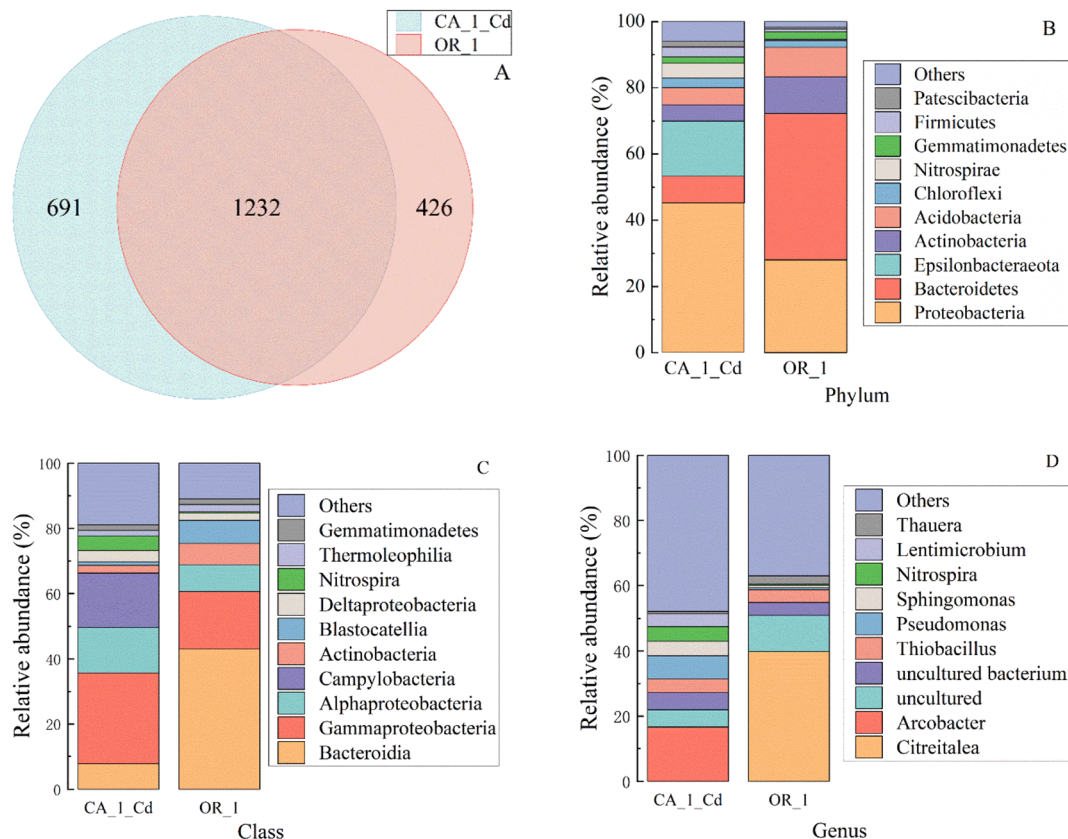 CA_1_Cd
OR_1
A
691
1232
426
B
Relative abundance (%)
100
80
60
40
20
0
CA_1_Cd
OR_1
Phylum
Others
Patescibacteria
Firmicutes
Gemmatimonadetes
Nitrospirae
Chloroflexi
Acidobacteria
Actinobacteria
Epsilonbacteraeota
Bacteroidetes
Proteobacteria
C
Relative abundance (%)
100
80
60
40
20
0
CA_1_Cd
OR_1
Class
Others
Gemmatimonadetes
Thermoleophilia
Nitrospira
Deltaproteobacteria
Blastocatellia
Actinobacteria
Campylobacteria
Alphaproteobacteria
Gammaproteobacteria
Bacteroidia
D
Relative abundance (%)
100
80
60
40
20
0
CA_1_Cd
OR_1
Genus
Others
Thauera
Lentimicrobium
Nitrospira
Sphingomonas
Pseudomonas
Thiobacillus
uncultured bacterium
uncultured
Arcobacter
Citreitalea